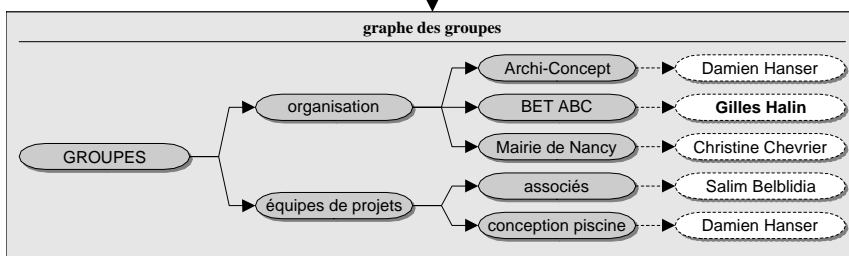 graphe des groupes
Archi-Concept Damien Hanser
organisation BET ABC Gilles Halin
GROUPES Mairie de Nancy Christine Chevrier
associés Salim Belblidia
équipes de projets
conception piscine Damien Hanser